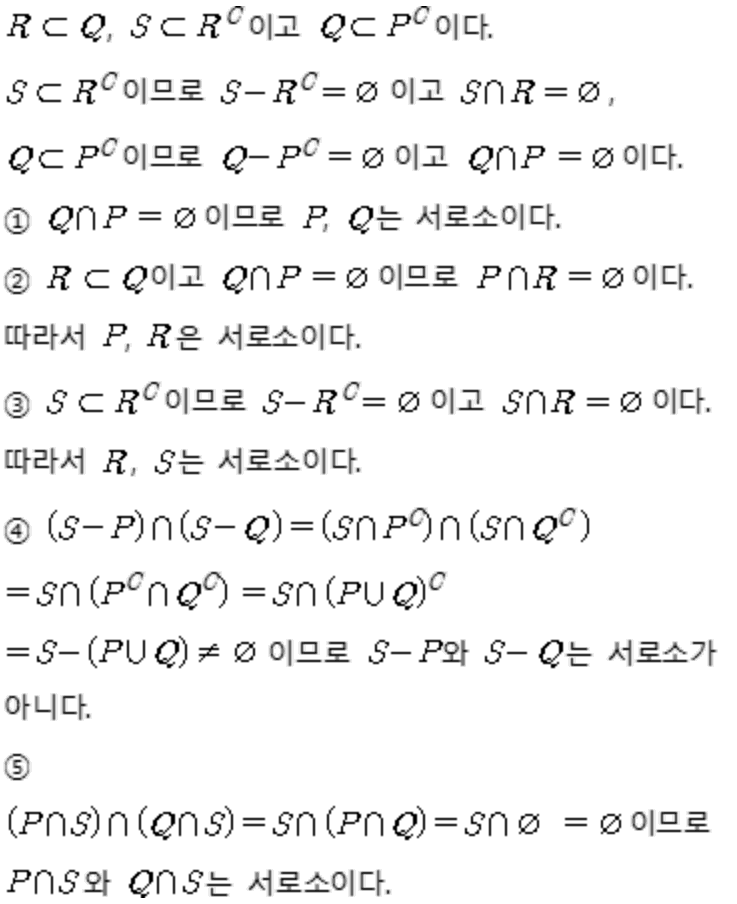 R ⊂ Q, S ⊂ R^C 이고 Q ⊂ P^C 이다.
S ⊂ R^C 이므로 S − R^C = ∅ 이고 S∩R = ∅ ,
Q ⊂ P^C 이므로 Q − P^C = ∅ 이고 Q∩P = ∅ 이다.
① Q∩P = ∅ 이므로 P, Q는 서로소이다.
② R ⊂ Q이고 Q∩P = ∅ 이므로 P∩R = ∅ 이다.
따라서 P, R은 서로소이다.
③ S ⊂ R^C 이므로 S − R^C = ∅ 이고 S∩R = ∅ 이다.
따라서 R, S는 서로소이다.
④ (S−P)∩(S−Q)=(S∩P^C)∩(S∩Q^C)
=S∩(P^C∩Q^C) =S∩(P∪Q)^C
=S−(P∪Q)≠ ∅ 이므로 S−P와 S−Q는 서로소가
아니다.
⑤
(P∩S)∩(Q∩S)=S∩(P∩Q)=S∩∅ =∅ 이므로
P∩S와 Q∩S는 서로소이다.